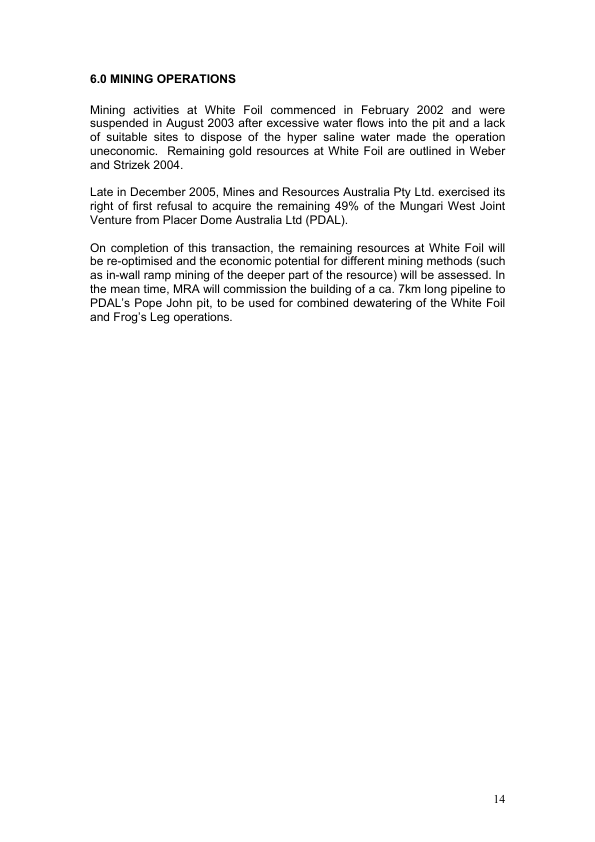 6.0 MINING OPERATIONS
Mining activities at White Foil commenced in February 2002 and were
suspended in August 2003 after excessive water flows into the pit and a lack
of suitable sites to dispose of the hyper saline water made the operation
uneconomic.  Remaining gold resources at White Foil are outlined in Weber
and Strizek 2004.
Late in December 2005, Mines and Resources Australia Pty Ltd. exercised its
right of first refusal to acquire the remaining 49% of the Mungari West Joint
Venture from Placer Dome Australia Ltd (PDAL).
On completion of this transaction, the remaining resources at White Foil will
be re-optimised and the economic potential for different mining methods (such
as in-wall ramp mining of the deeper part of the resource) will be assessed. In
the mean time, MRA will commission the building of a ca. 7km long pipeline to
PDAL’s Pope John pit, to be used for combined dewatering of the White Foil
and Frog’s Leg operations.
14